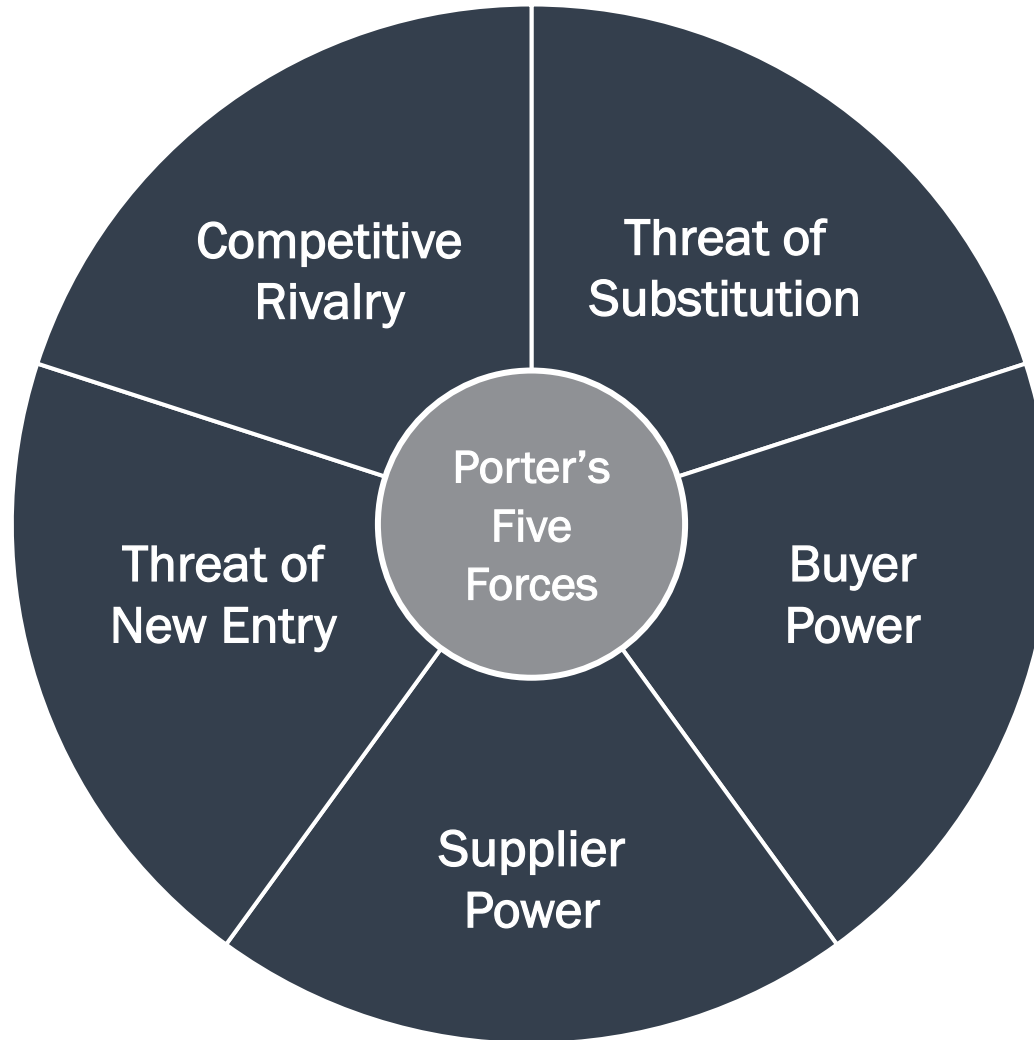 Competitive
Rivalry
Threat of
Substitution
Porter’s
Five
Forces
Threat of
New Entry
Buyer
Power
Supplier
Power